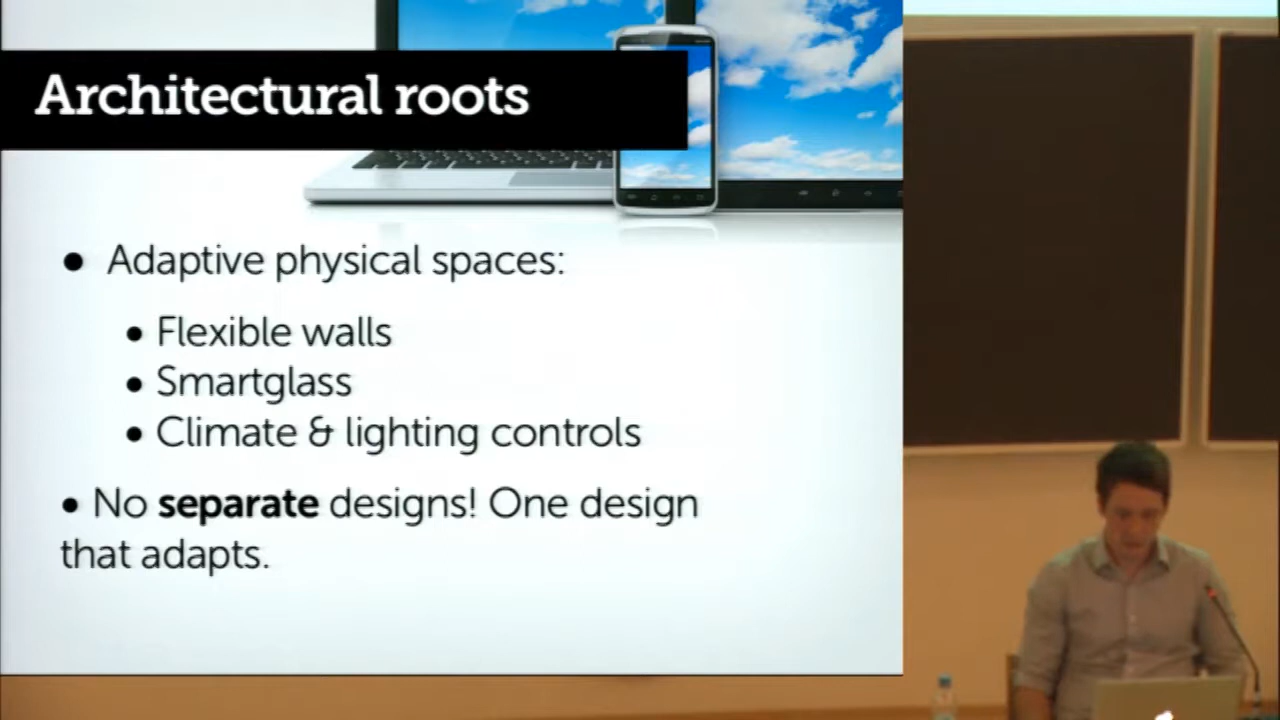 Architectural roots
● Adaptive physical spaces:
● Flexible walls
● Smartglass
● Climate & lighting controls
● No separate designs! One design
that adapts.